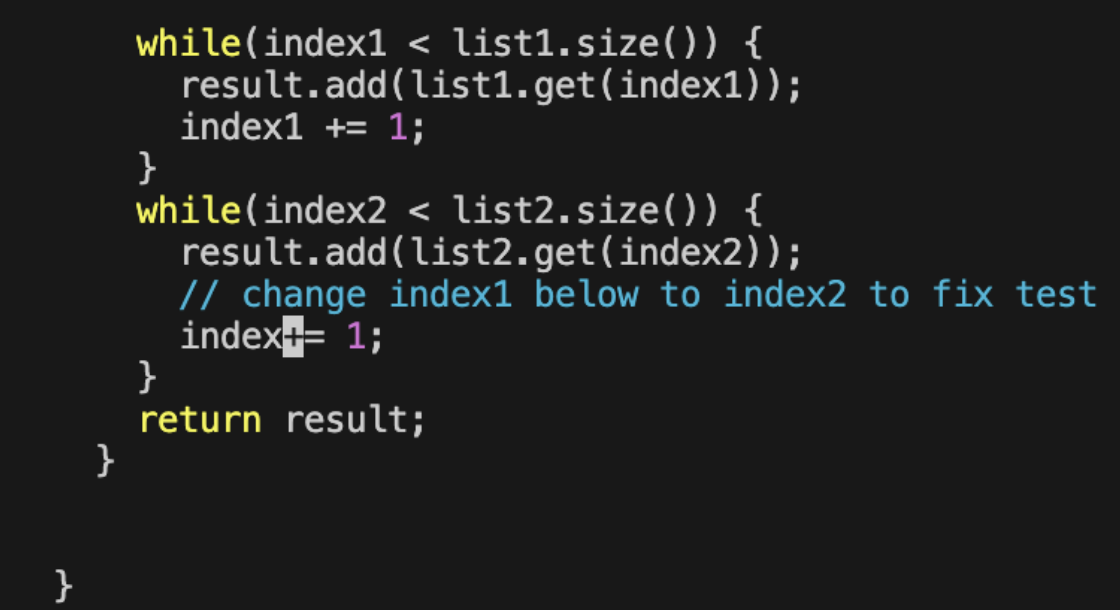 while(index1 < list1.size()) {
result.add(list1.get(index1));
index1 += 1;
}
while(index2 < list2.size()) {
result.add(list2.get(index2));
// change index1 below to index2 to fix test
index+= 1;
}
return result;
}
}